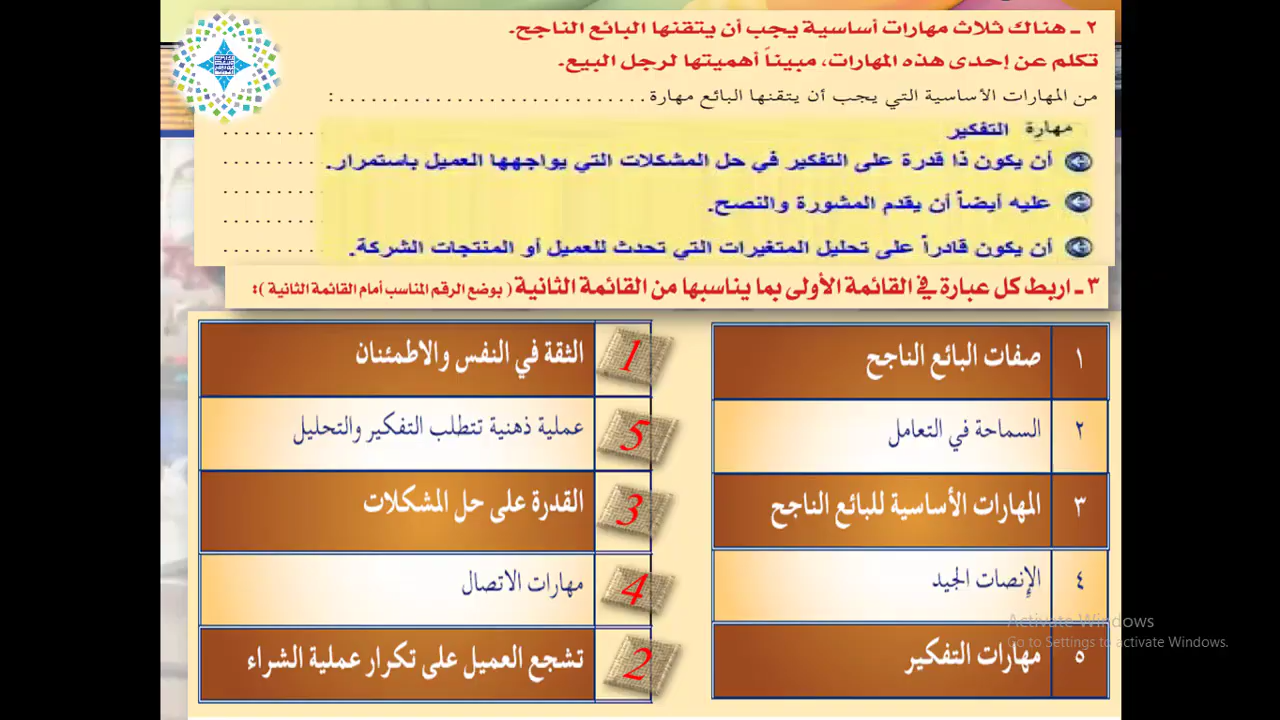 ٢ ـ هناك ثلاث مهارات أساسية يجب أن يتقنها البائع الناجح.
تكلم عن إحدى هذه المهارات، مبيناً أهميتها لرجل البيع.
من المهارات الأساسية التي يجب أن يتقنها البائع مهارة.............................:
مهارة التفكير
أن يكون ذا قدرة على التفكير في حل المشكلات التي يواجهها العميل باستمرار.
عليه أيضاً أن يقدم المشورة والنصح.
أن يكون قادراً على تحليل المتغيرات التي تحدث للعميل أو المنتجات الشركة.
٣ ـ اربط كل عبارة في القائمة الأولى بما يناسبها من القائمة الثانية ( بوضع الرقم المناسب أمام القائمة الثانية ):
١ صفات البائع الناجح
1 الثقة في النفس والاطمئنان
٢ السماحة في التعامل
5 عملية ذهنية تتطلب التفكير والتحليل
٣ المهارات الأساسية للبائع الناجح
3 القدرة على حل المشكلات
٤ الإنصات الجيد
4 مهارات الاتصال
٥ مهارات التفكير
2 تشجع العميل على تكرار عملية الشراء
Activate Windows
Go to Settings to activate Windows.